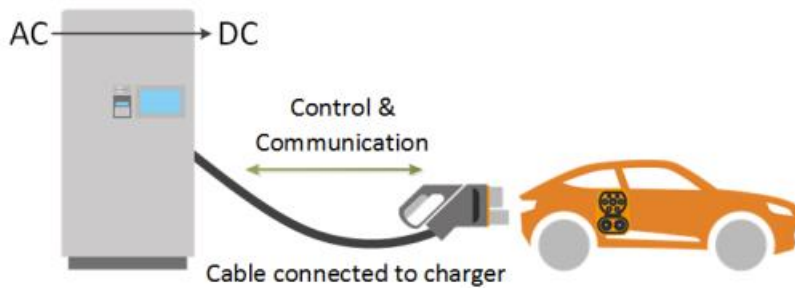 AC
DC
Control &
Communication
Cable connected to charger